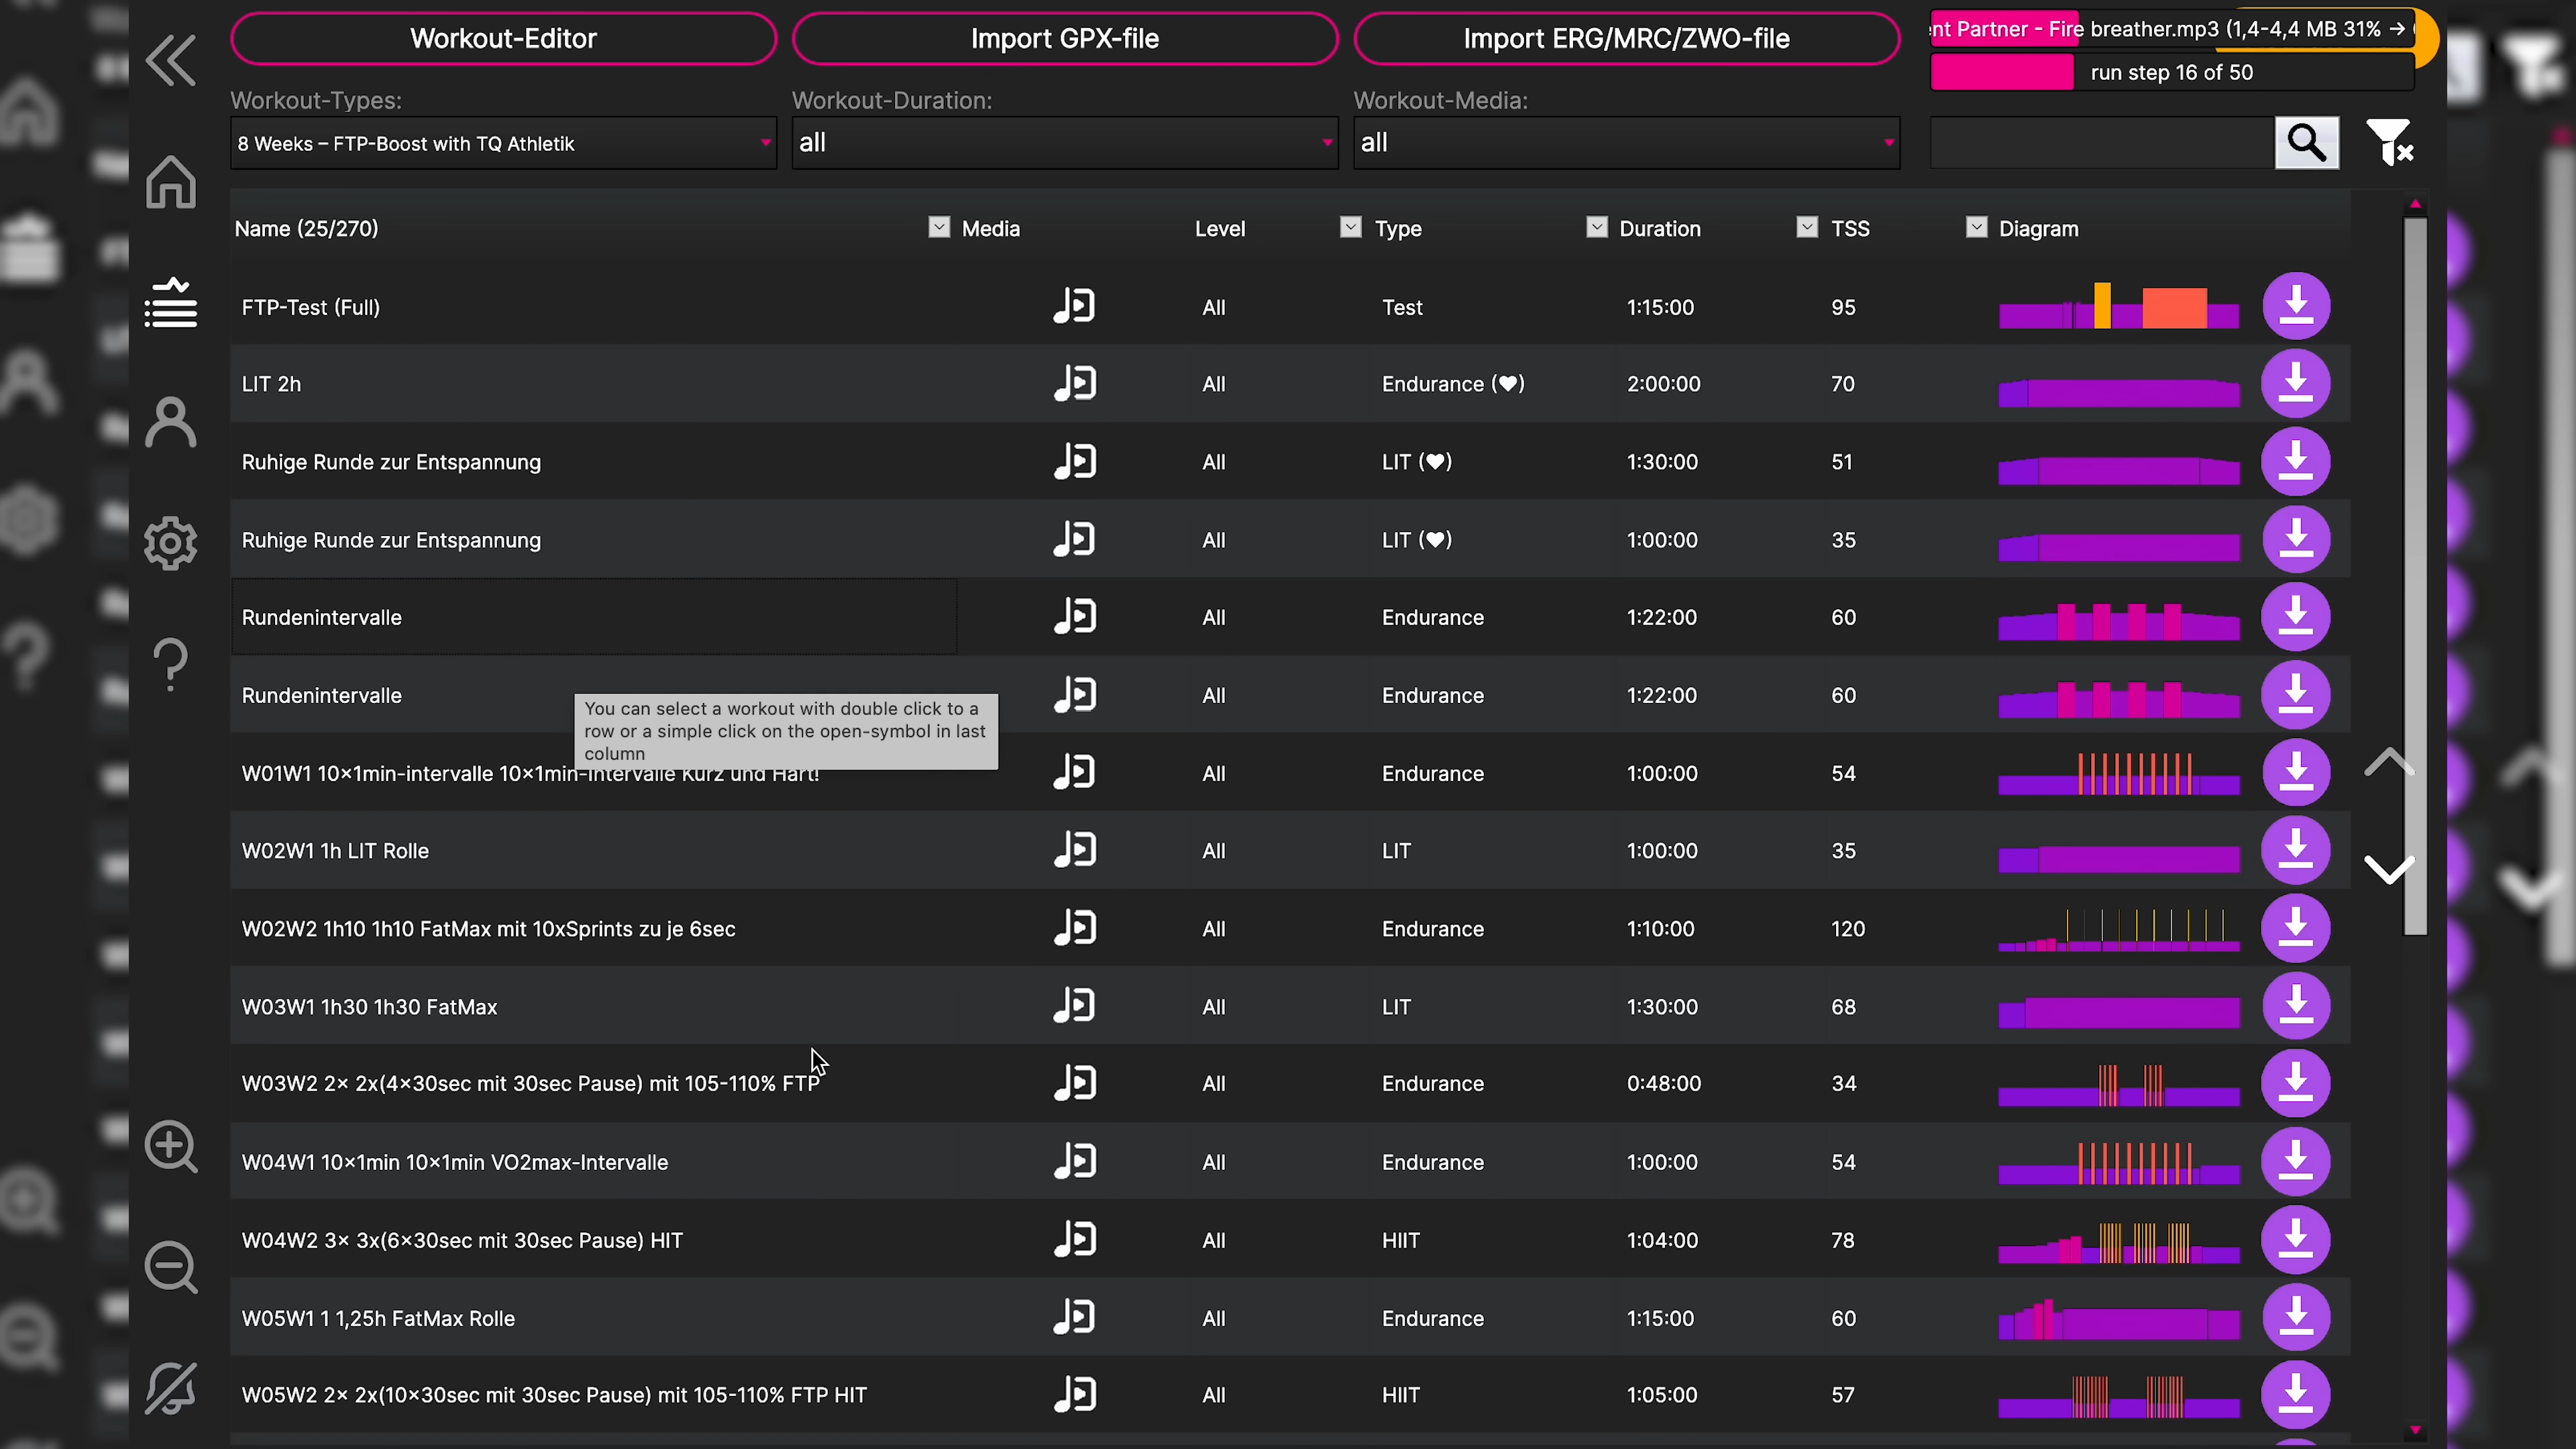 Workout-Editor
Import GPX-file
Import ERG/MRC/ZWO-file
nt Partner - Fire breather.mp3 (1,4-4,4 MB 31% →
run step 16 of 50
Workout-Types:
Workout-Duration:
Workout-Media:
8 Weeks – FTP-Boost with TQ Athletik
all
all
Name (25/270) Media Level Type Duration TSS Diagram
FTP-Test (Full) All Test 1:15:00 95
LIT 2h All Endurance (♥) 2:00:00 70
Ruhige Runde zur Entspannung All LIT (♥) 1:30:00 51
Ruhige Runde zur Entspannung All LIT (♥) 1:00:00 35
Rundenintervalle All Endurance 1:22:00 60
Rundenintervalle All Endurance 1:22:00 60
You can select a workout with double click to a
row or a simple click on the open-symbol in last
column
W01W1 10×1min-intervalle 10×1min-intervalle Kurz und Hart! All Endurance 1:00:00 54
W02W1 1h LIT Rolle All LIT 1:00:00 35
W02W2 1h10 1h10 FatMax mit 10xSprints zu je 6sec All Endurance 1:10:00 120
W03W1 1h30 1h30 FatMax All LIT 1:30:00 68
W03W2 2× 2x(4×30sec mit 30sec Pause) mit 105-110% FTP All Endurance 0:48:00 34
W04W1 10×1min 10×1min VO2max-Intervalle All Endurance 1:00:00 54
W04W2 3× 3x(6×30sec mit 30sec Pause) HIT All HIIT 1:04:00 78
W05W1 1 1,25h FatMax Rolle All Endurance 1:15:00 60
W05W2 2× 2x(10×30sec mit 30sec Pause) mit 105-110% FTP HIT All HIIT 1:05:00 57